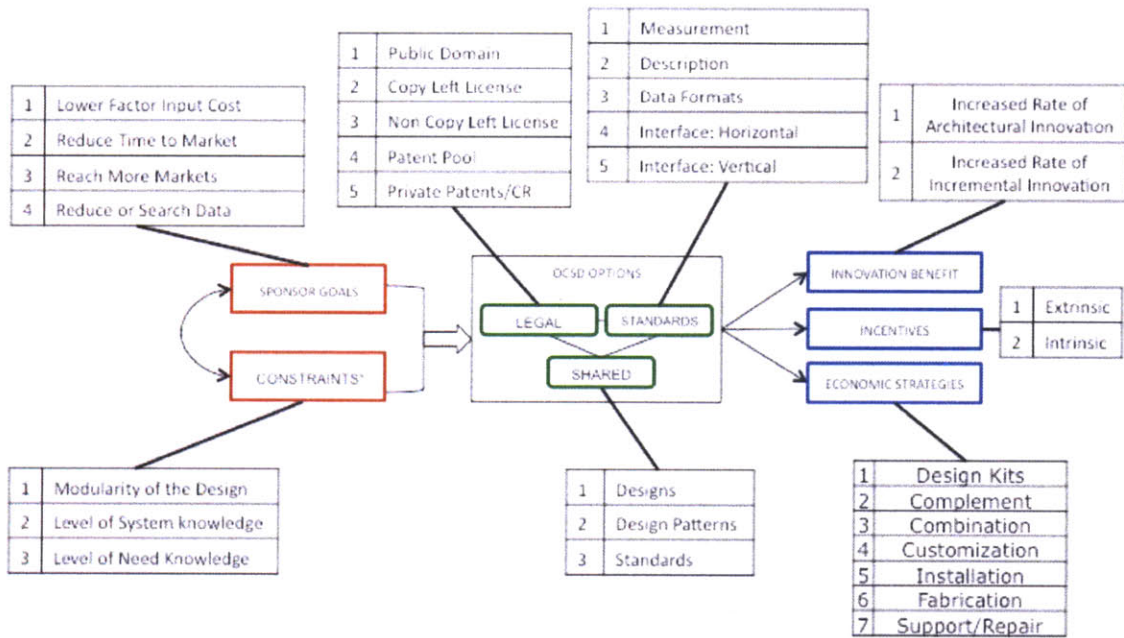 1 Lower Factor Input Cost
2 Reduce Time to Market
3 Reach More Markets
4 Reduce or Search Data
1 Public Domain
2 Copy Left License
3 Non Copy Left License
4 Patent Pool
5 Private Patents/CR
1 Measurement
2 Description
3 Data Formats
4 Interface: Horizontal
5 Interface: Vertical
1 Increased Rate of
Architectural Innovation
2 Increased Rate of
Incremental Innovation
SPONSOR GOALS
CONSTRAINTS*
OCSD OPTIONS
LEGAL
STANDARDS
SHARED
INNOVATION BENEFIT
INCENTIVES
ECONOMIC STRATEGIES
1 Extrinsic
2 Intrinsic
1 Modularity of the Design
2 Level of System knowledge
3 Level of Need Knowledge
1 Designs
2 Design Patterns
3 Standards
1 Design Kits
2 Complement
3 Combination
4 Customization
5 Installation
6 Fabrication
7 Support/Repair